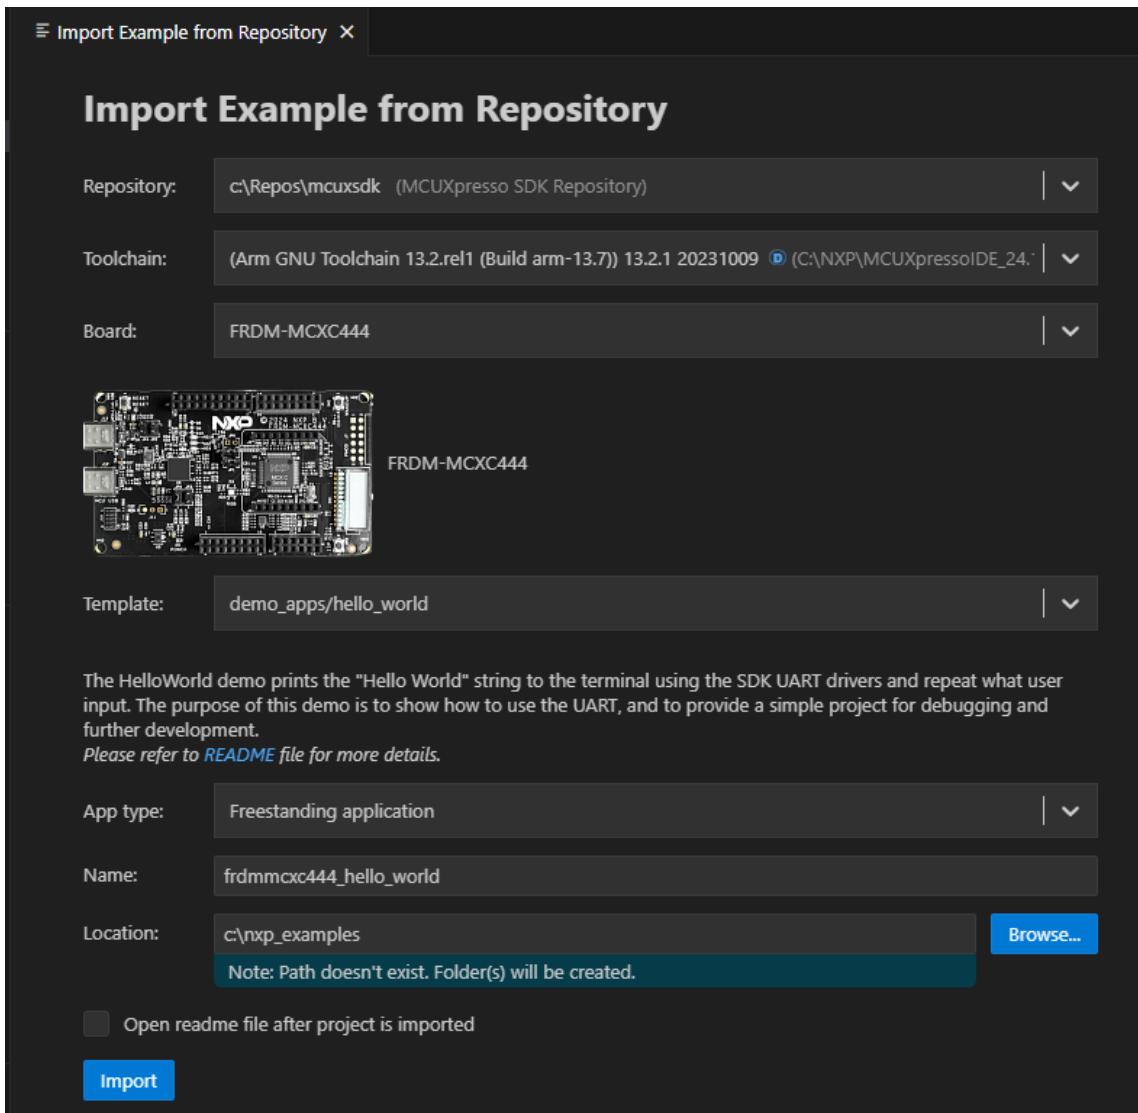 Import Example from Repository
Import Example from Repository
Repository: c:\Repos\mcuxsdk (MCUXpresso SDK Repository)
Toolchain: (Arm GNU Toolchain 13.2.rel1 (Build arm-13.7)) 13.2.1 20231009 D (C:\NXP\MCUXpressoIDE_24.
Board: FRDM-MCXC444
NXP
FRDM-MCXC444
Template: demo_apps/hello_world
The HelloWorld demo prints the "Hello World" string to the terminal using the SDK UART drivers and repeat what user
input. The purpose of this demo is to show how to use the UART, and to provide a simple project for debugging and
further development.
Please refer to README file for more details.
App type: Freestanding application
Name: frdmmcxc444_hello_world
Location: c:\nxp_examples Browse...
Note: Path doesn't exist. Folder(s) will be created.
Open readme file after project is imported
Import